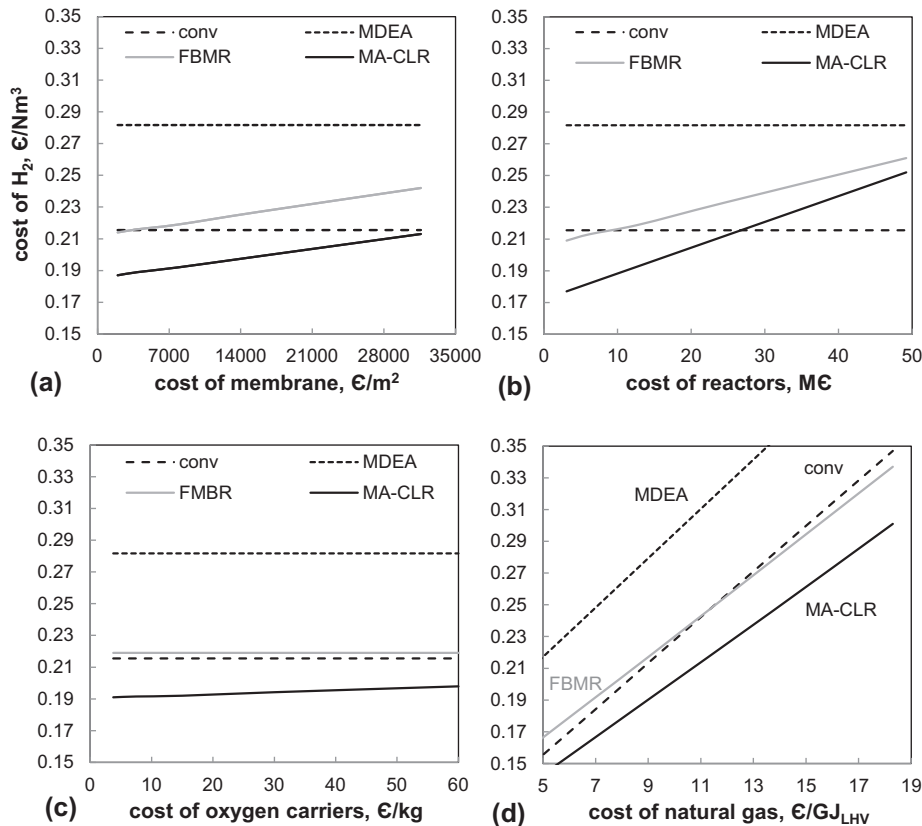 0.35
0.33
0.31
0.29
0.27
0.25
0.23
0.21
0.19
0.17
0.15
cost of H2, Є/Nm3
conv MDEA
FBMR MA-CLR
0 7000 14000 21000 28000 35000
(a) cost of membrane, Є/m2
0.35
0.33
0.31
0.29
0.27
0.25
0.23
0.21
0.19
0.17
0.15
conv MDEA
FBMR MA-CLR
0 10 20 30 40 50
(b) cost of reactors, MЄ
0.35
0.33
0.31
0.29
0.27
0.25
0.23
0.21
0.19
0.17
0.15
conv MDEA
FMBR MA-CLR
0 10 20 30 40 50 60
(c) cost of oxygen carriers, Є/kg
0.35
0.33
0.31
0.29
0.27
0.25
0.23
0.21
0.19
0.17
0.15
conv
MDEA
MA-CLR
FBMR
5 7 9 11 13 15 17 19
(d) cost of natural gas, Є/GJLHV